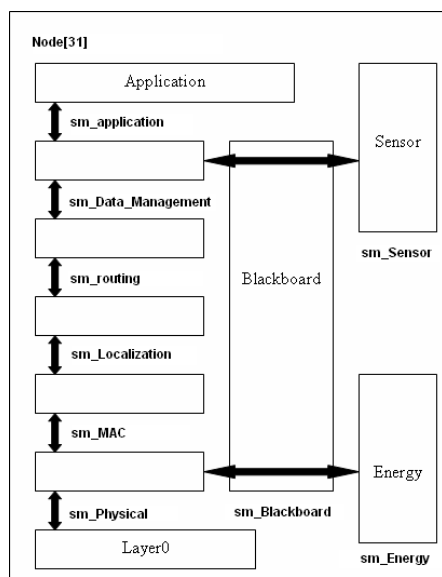 Node[31]
Application
sm_application
Sensor
sm_Data_Management
sm_Sensor
sm_routing
Blackboard
sm_Localization
sm_MAC
Energy
sm_Physical
sm_Blackboard
Layer0
sm_Energy